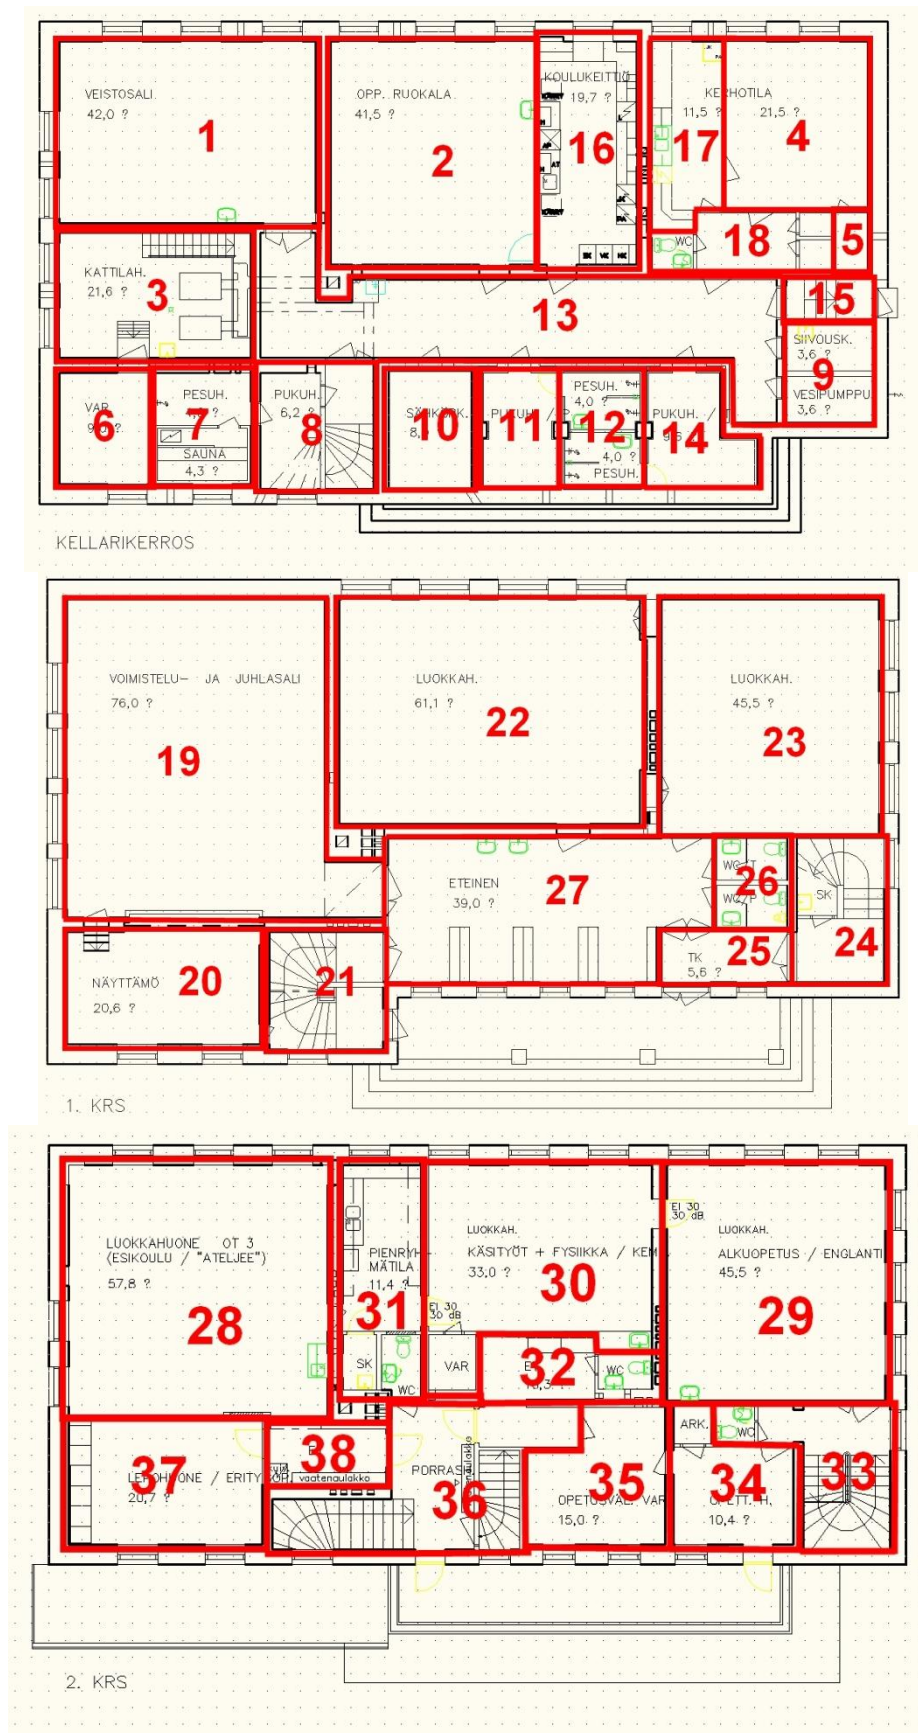 VEISTOSALI
42,0 ?
1
OPP. RUOKALA
41,5 ?
2
KOULUKEITTIÖ
19,7 ?
16
KERHOTILA
11,5 ?
17
21,5 ?
4
KATTILAH.
21,6 ?
3
WC
18
5
13
15
SIIVOUSK.
3,6 ?
9
VESIPUMPPU
3,6 ?
VAR
6
PESUH.
7
SAUNA
4,3 ?
PUKUH.
6,2 ?
8
10
11
PESUH.
4,0 ?
12
4,0 ?
PESUH.
PUKUH. / T
14
KELLARIKERROS
VOIMISTELU- JA JUHLASALI
76,0 ?
19
LUOKKAH.
61,1 ?
22
LUOKKAH.
45,5 ?
23
ETEINEN
39,0 ?
27
WC/T
26
WC/P
SK
24
TK
5,6 ?
25
NÄYTTÄMÖ
20,6 ?
20
21
1. KRS
LUOKKAHUONE OT 3
(ESIKOULU / "ATELJEE")
57,8 ?
28
PIENRYH-
MÄTILA
11,4 ?
31
SK
WC
LUOKKAH.
KÄSITYÖT + FYSIIKKA / KEM
33,0 ?
30
EI 30
30 dB
VAR
32
WC
EI 30
30 dB
LUOKKAH.
ALKUOPETUS / ENGLANTI
45,5 ?
29
LEPOHUONE / ERITYISOP.
20,7 ?
37
38
vaatenaulakko
PORRASH.
36
35
OPETUSVÄL. VAR
15,0 ?
ARK.
WC
34
OPETT. H.
10,4 ?
33
2. KRS